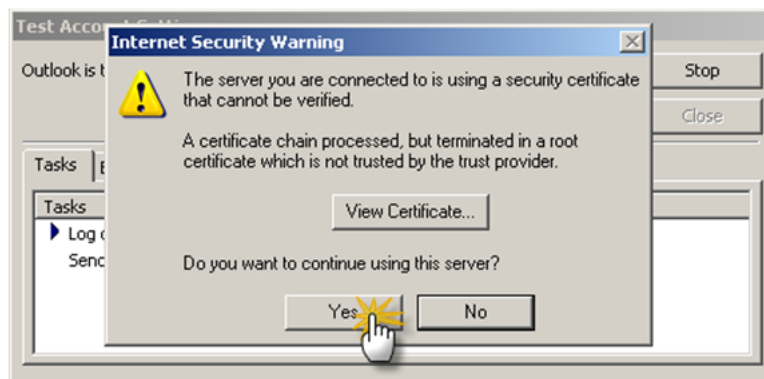 Test Acco
Internet Security Warning
Outlook is t
The server you are connected to is using a security certificate
that cannot be verified.
Stop
A certificate chain processed, but terminated in a root
certificate which is not trusted by the trust provider.
Close
Tasks
Tasks
View Certificate...
Log
Do you want to continue using this server?
Yes
No